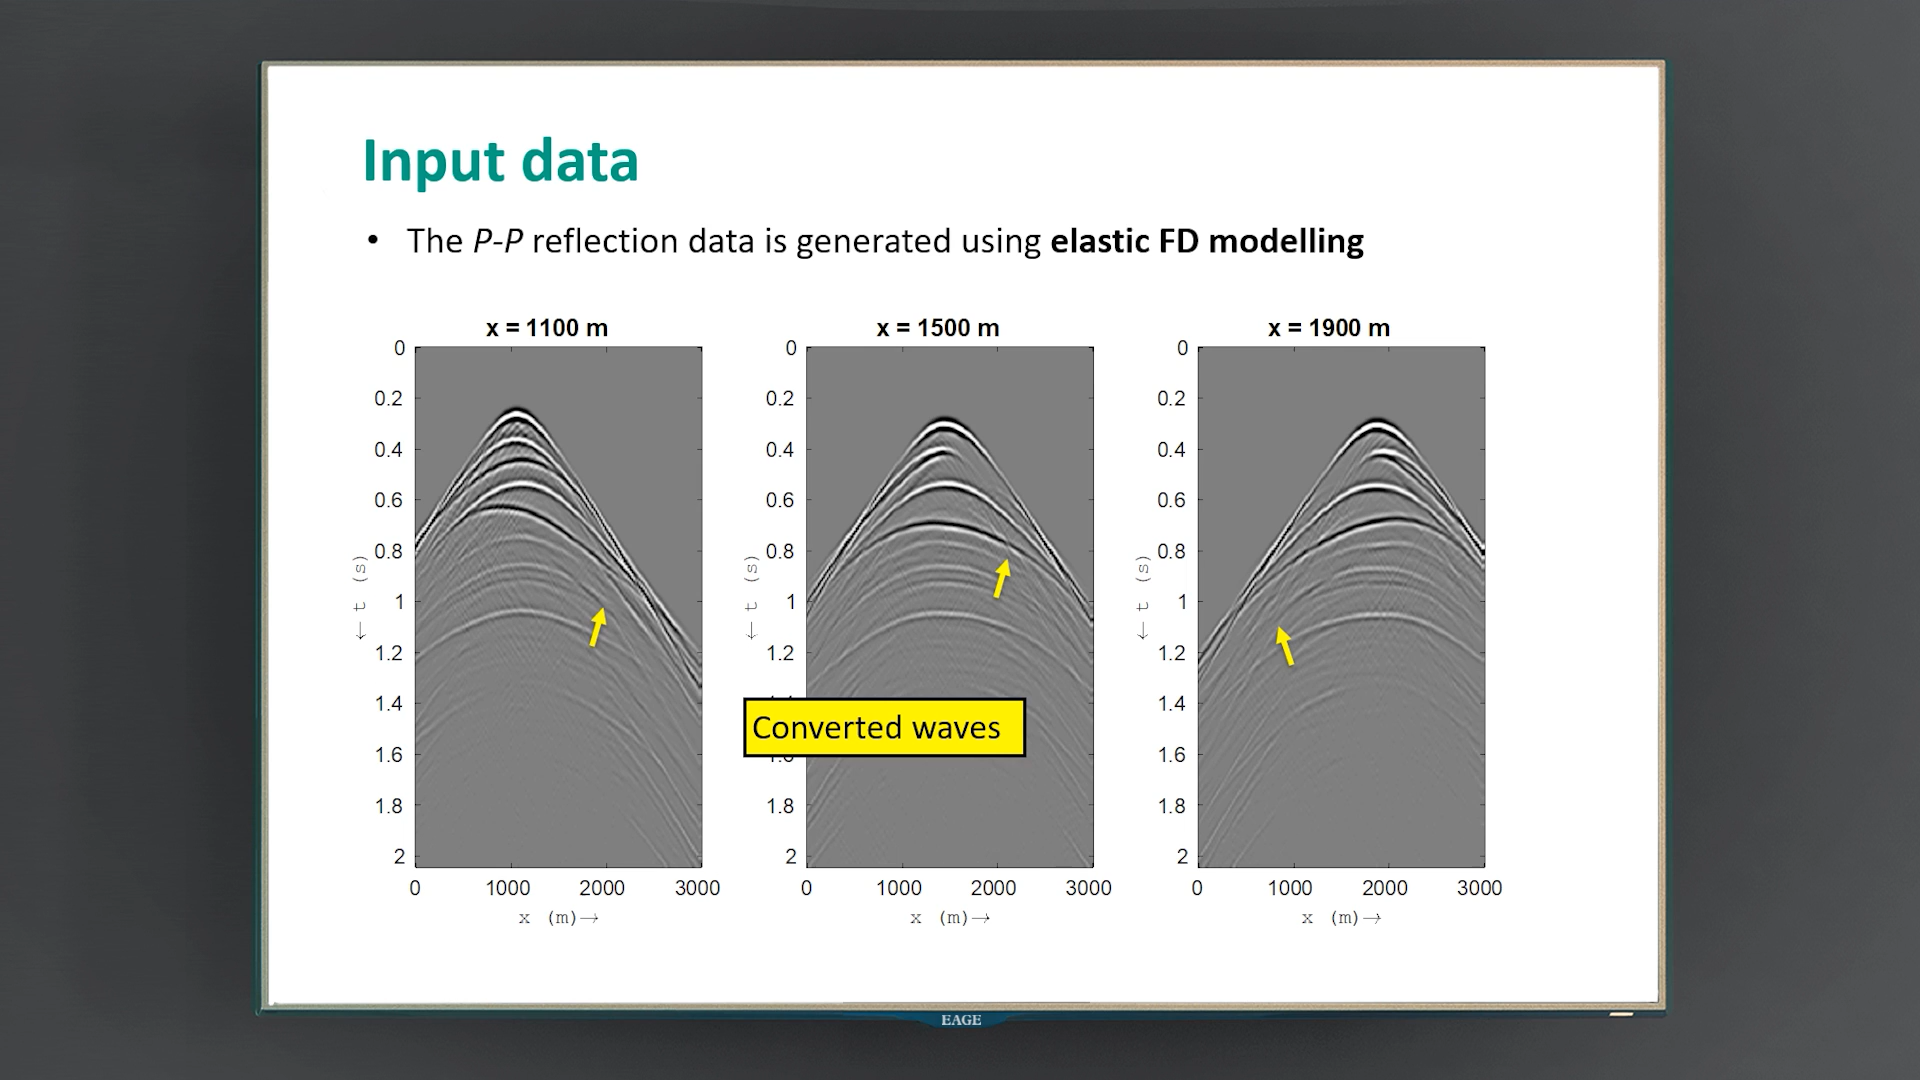 Input data
• The P-P reflection data is generated using elastic FD modelling
x = 1100 m
0
0.2
0.4
0.6
0.8
1
1.2
1.4
1.6
1.8
2
← t (s)
0 1000 2000 3000
x (m)→
x = 1500 m
0
0.2
0.4
0.6
0.8
1
1.2
1.8
2
← t (s)
0 1000 2000 3000
x (m)→
Converted waves
x = 1900 m
0
0.2
0.4
0.6
0.8
1
1.2
1.4
1.6
1.8
2
← t (s)
0 1000 2000 3000
x (m)→
EAGE